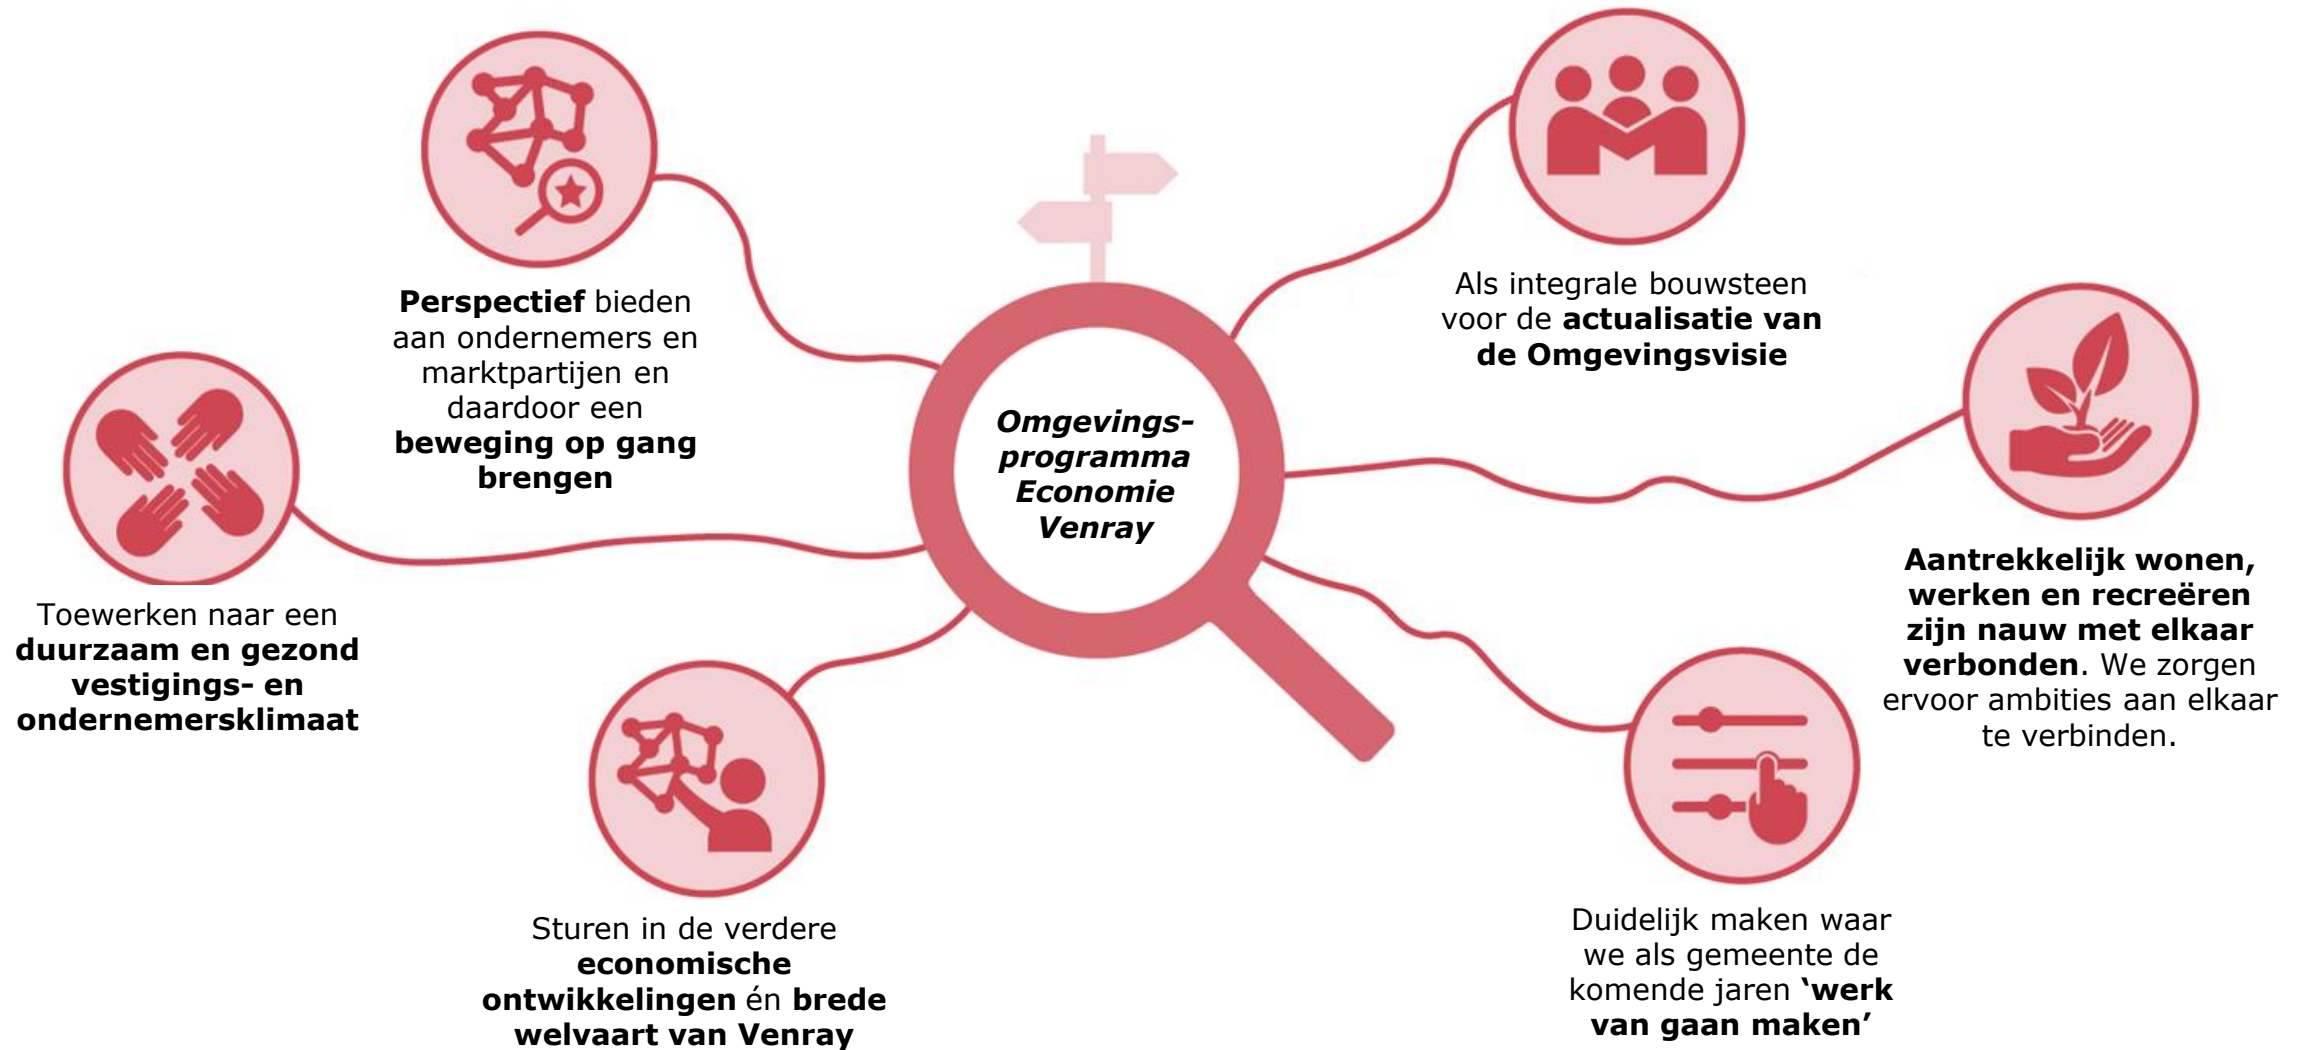 Perspectief bieden
aan ondernemers en
marktpartijen en
daardoor een
beweging op gang
brengen
Als integrale bouwsteen
voor de actualisatie van
de Omgevingsvisie
Omgevings-
programma
Economie
Venray
Toewerken naar een
duurzaam en gezond
vestigings- en
ondernemersklimaat
Aantrekkelijk wonen,
werken en recreëren
zijn nauw met elkaar
verbonden. We zorgen
ervoor ambities aan elkaar
te verbinden.
Sturen in de verdere
economische
ontwikkelingen én brede
welvaart van Venray
Duidelijk maken waar
we als gemeente de
komende jaren ‘werk
van gaan maken’